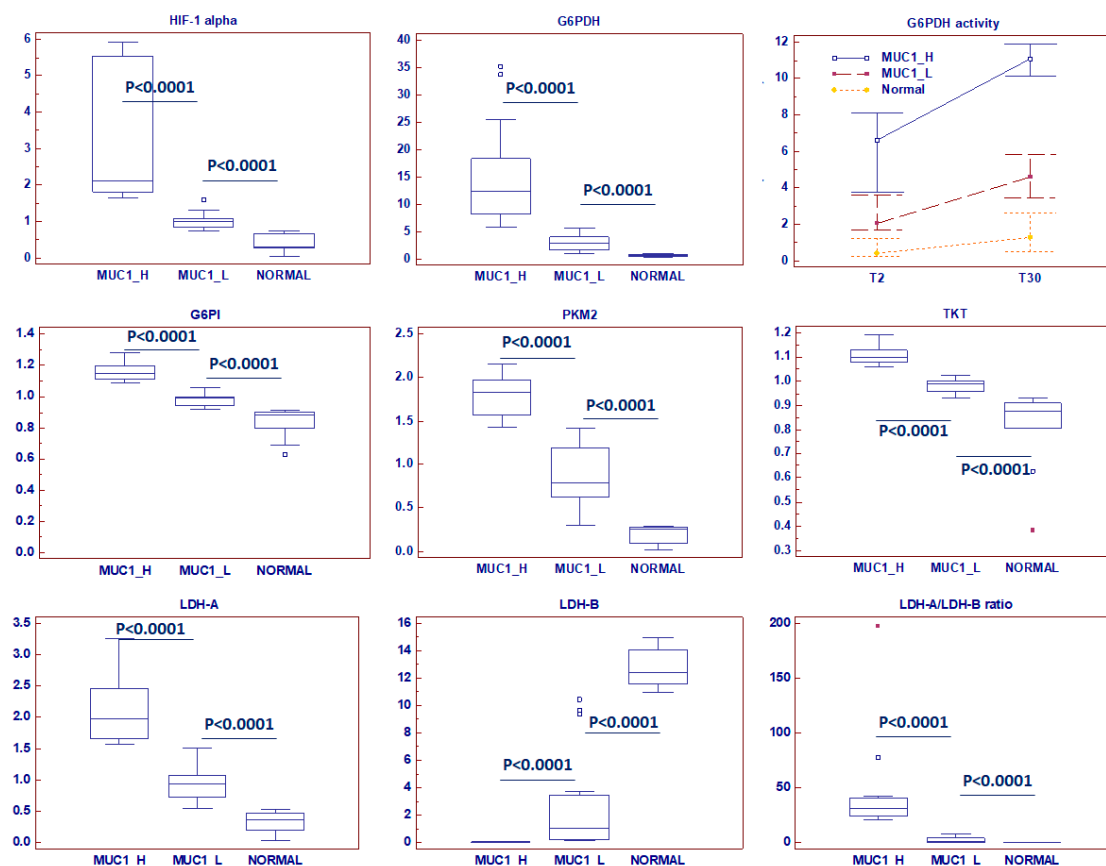 HIF-1 alpha
6
5
4
3
2
1
0
P<0.0001
P<0.0001
MUC1_H MUC1_L NORMAL
G6PDH
40
35
30
25
20
15
10
5
0
P<0.0001
P<0.0001
MUC1_H MUC1_L NORMAL
G6PDH activity
12
10
8
6
4
2
0
MUC1_H
MUC1_L
Normal
T2 T30
G6PI
1.4
1.2
1.0
0.8
0.6
0.4
0.2
0.0
P<0.0001
P<0.0001
MUC1_H MUC1_L NORMAL
PKM2
2.5
2.0
1.5
1.0
0.5
0.0
P<0.0001
P<0.0001
MUC1_H MUC1_L NORMAL
TKT
1.2
1.1
1.0
0.9
0.8
0.7
0.6
0.5
0.4
0.3
P<0.0001
P<0.0001
MUC1_H MUC1_L NORMAL
LDH-A
3.5
3.0
2.5
2.0
1.5
1.0
0.5
0.0
P<0.0001
P<0.0001
MUC1_H MUC1_L NORMAL
LDH-B
16
14
12
10
8
6
4
2
0
P<0.0001
P<0.0001
MUC1_H MUC1_L NORMAL
LDH-A/LDH-B ratio
200
150
100
50
0
P<0.0001
P<0.0001
MUC1_H MUC1_L NORMAL